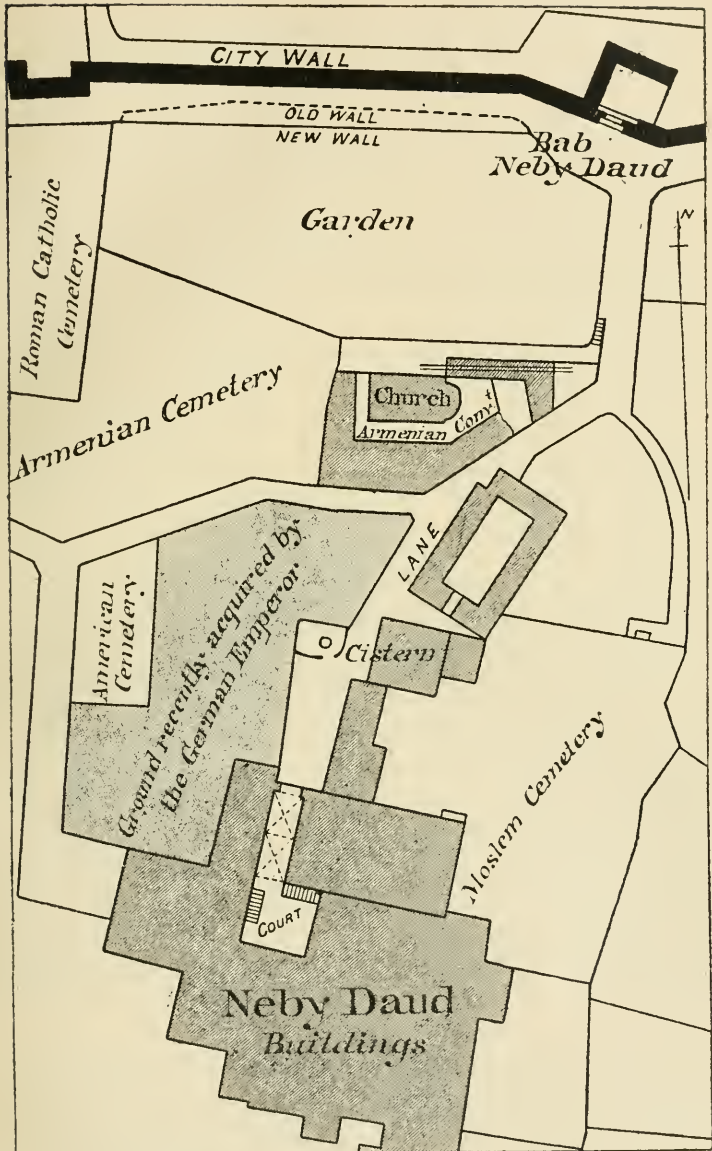 CITY WALL
OLD WALL
NEW WALL
Bab
Neby Daud
N
Garden
Roman Catholic
Cemetery
Armenian Cemetery
Church
Armenian Conv.t
LANE
Cistern
American
Cemetery
Ground recently acquired by
the German Emperor
Moslem Cemetery
COURT
Neby Daud
Buildings